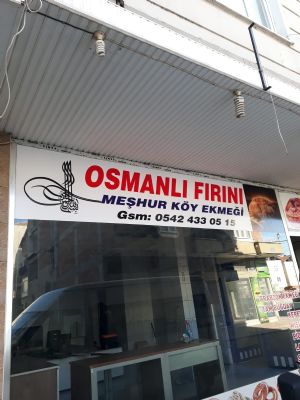 OSMANLI FIRINI
MEŞHUR KÖY EKMEĞİ
Gsm: 0542 433 05 15